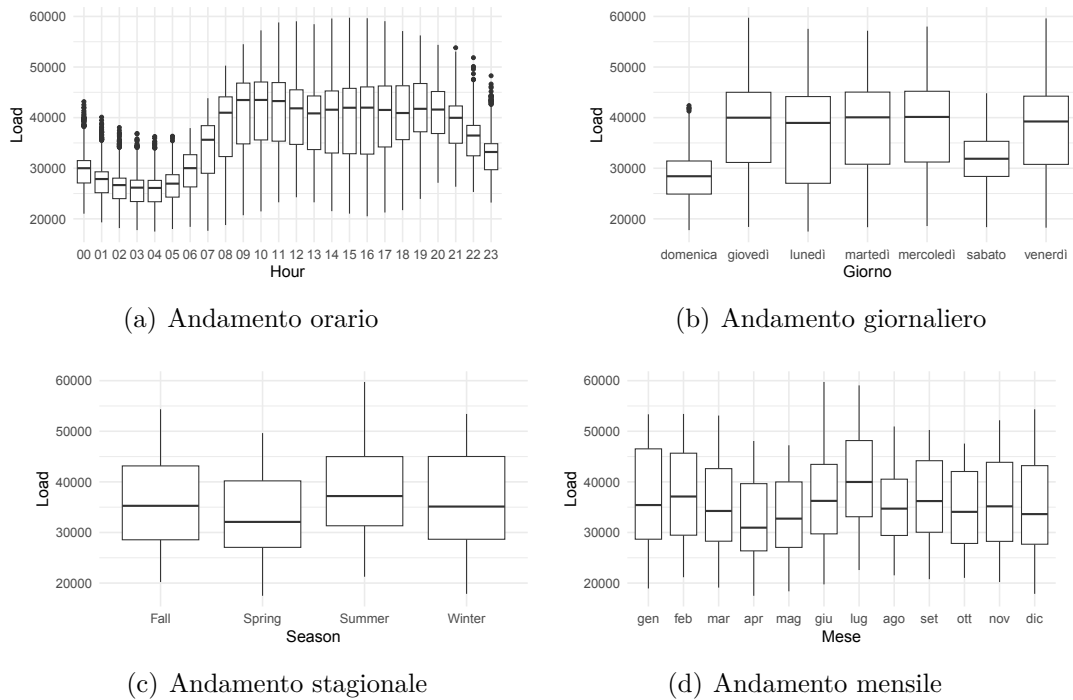 60000
50000
40000
30000
20000
Load
00 01 02 03 04 05 06 07 08 09 10 11 12 13 14 15 16 17 18 19 20 21 22 23
Hour
(a) Andamento orario
60000
50000
40000
30000
20000
Load
domenica giovedì lunedì martedì mercoledì sabato venerdì
Giorno
(b) Andamento giornaliero
60000
50000
40000
30000
20000
Load
Fall Spring Summer Winter
Season
(c) Andamento stagionale
60000
50000
40000
30000
20000
Load
gen feb mar apr mag giu lug ago set ott nov dic
Mese
(d) Andamento mensile